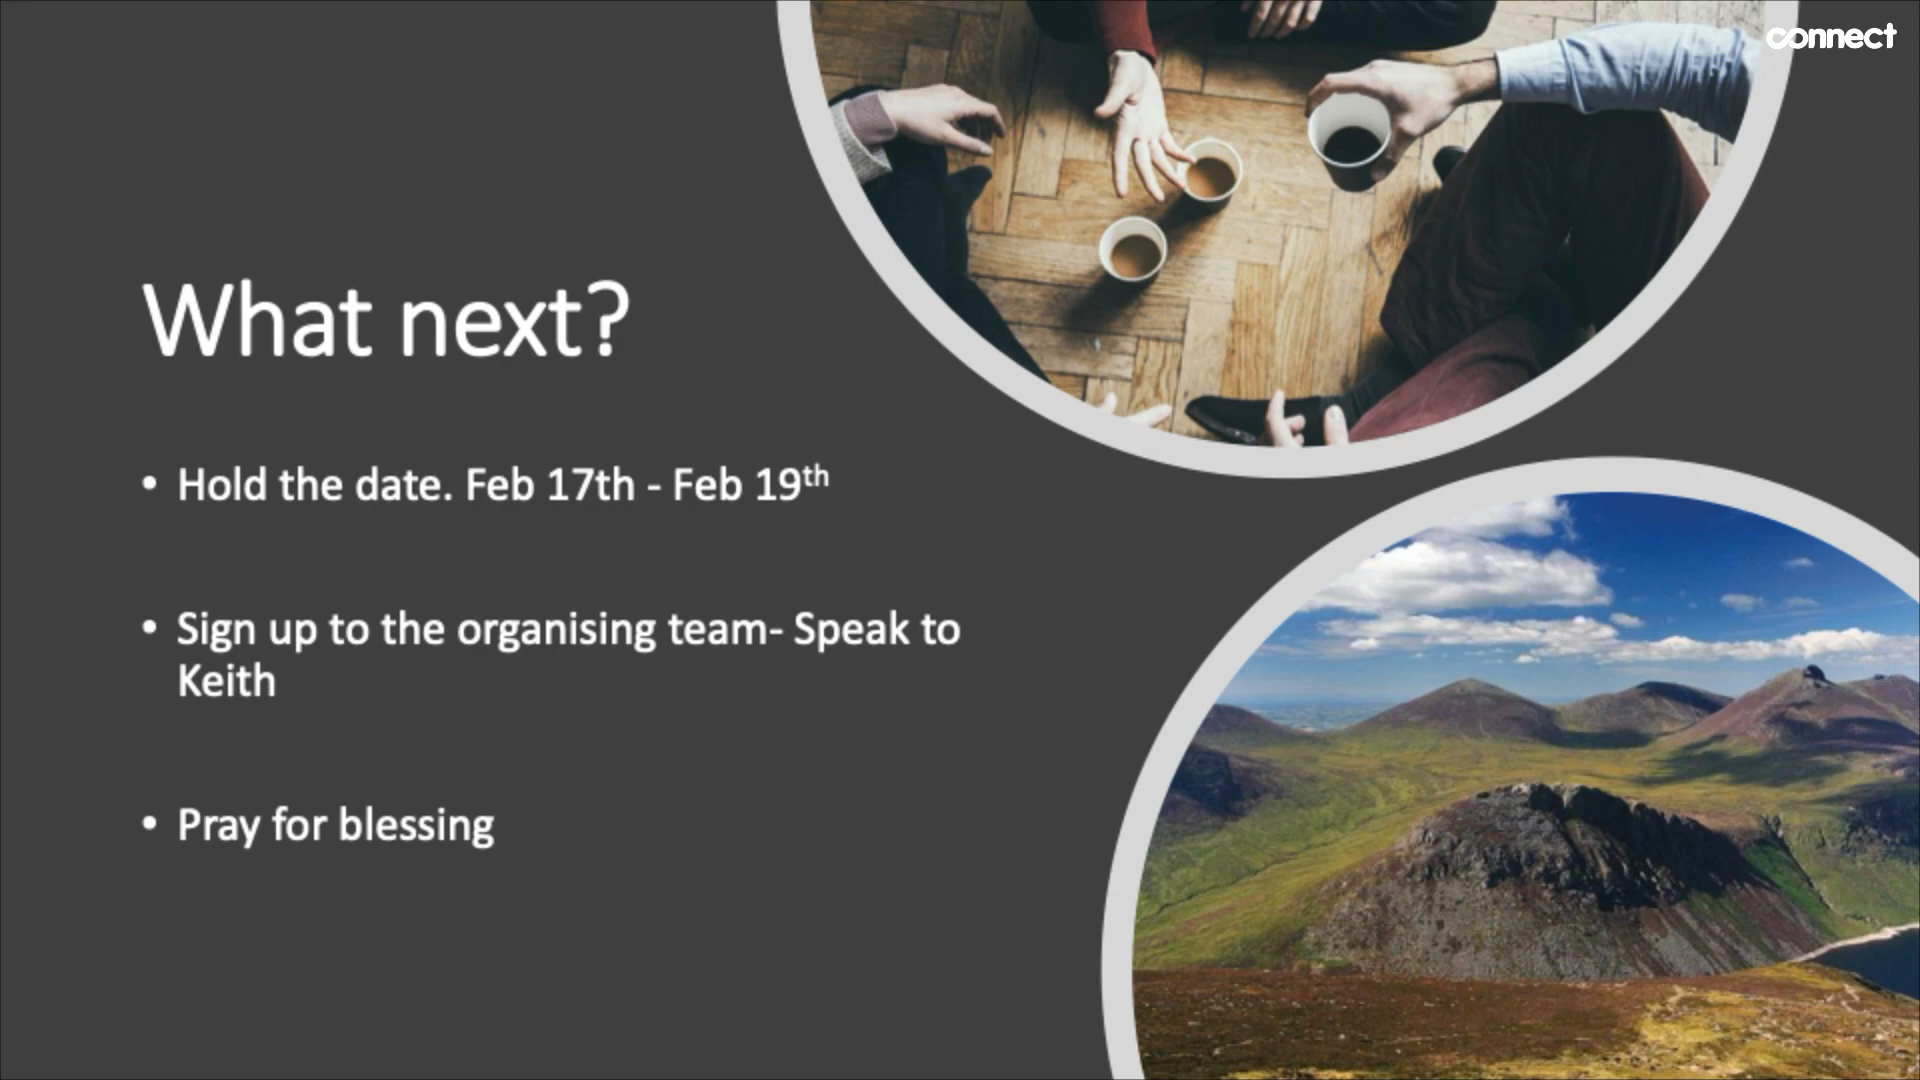 connect
What next?
• Hold the date. Feb 17th - Feb 19th
• Sign up to the organising team- Speak to
Keith
• Pray for blessing